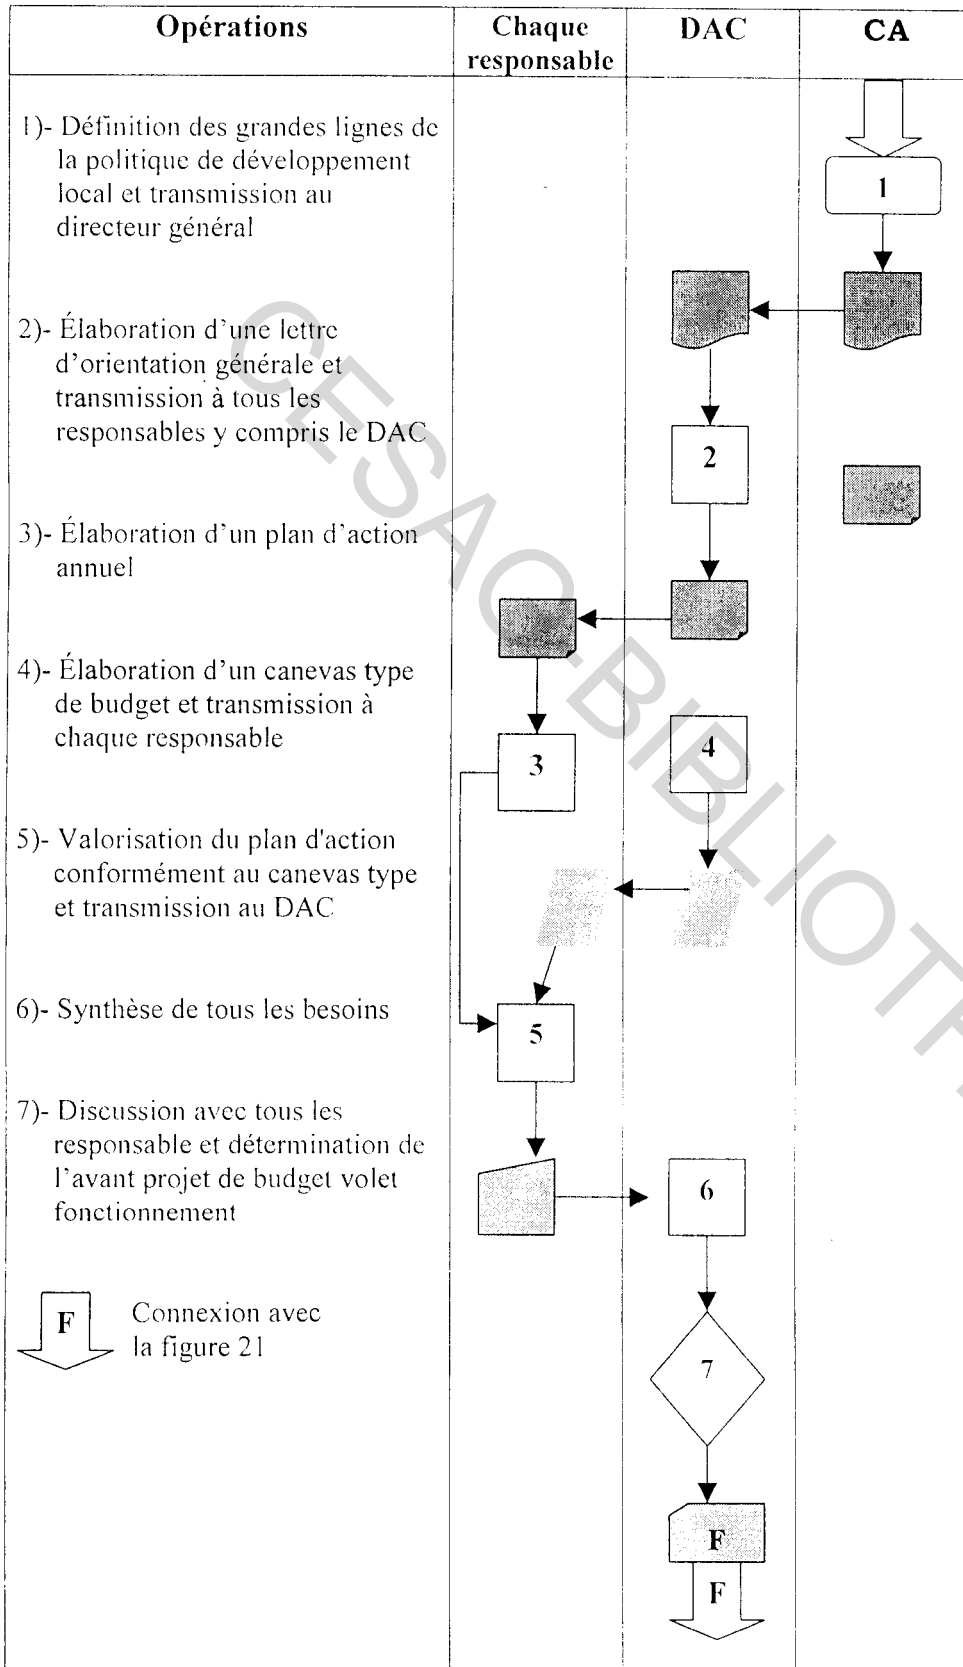 Opérations
Chaque
responsable
DAC
CA
1)- Définition des grandes lignes de
la politique de développement
local et transmission au
directeur général
2)- Élaboration d'une lettre
d'orientation générale et
transmission à tous les
responsables y compris le DAC
3)- Élaboration d'un plan d'action
annuel
4)- Élaboration d'un canevas type
de budget et transmission à
chaque responsable
5)- Valorisation du plan d'action
conformément au canevas type
et transmission au DAC
6)- Synthèse de tous les besoins
7)- Discussion avec tous les
responsable et détermination de
l'avant projet de budget volet
fonctionnement
F
Connexion avec
la figure 21
1
2
3
4
5
6
7
F
F
CESAG-BIBLIOTH